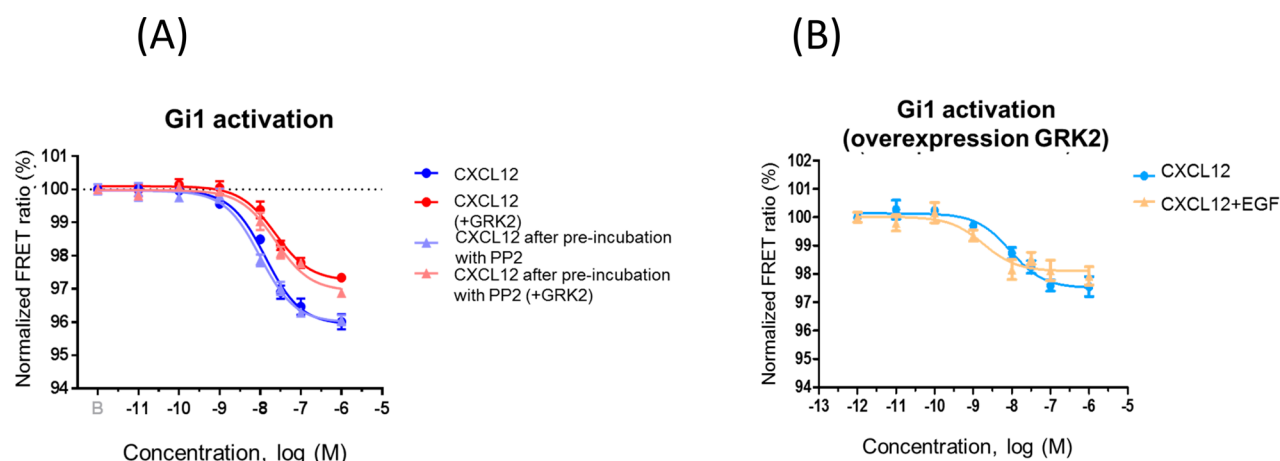 (A)
Gi1 activation
Normalized FRET ratio (%)
101
100
99
98
97
96
95
94
B
-11
-10
-9
-8
-7
-6
-5
Concentration, log (M)
CXCL12
CXCL12
(+GRK2)
CXCL12 after pre-incubation
with PP2
CXCL12 after pre-incubation
with PP2 (+GRK2)
(B)
Gi1 activation
(overexpression GRK2)
Normalized FRET ratio (%)
102
101
100
99
98
97
96
95
94
-13
-12
-11
-10
-9
-8
-7
-6
-5
Concentration, log (M)
CXCL12
CXCL12+EGF